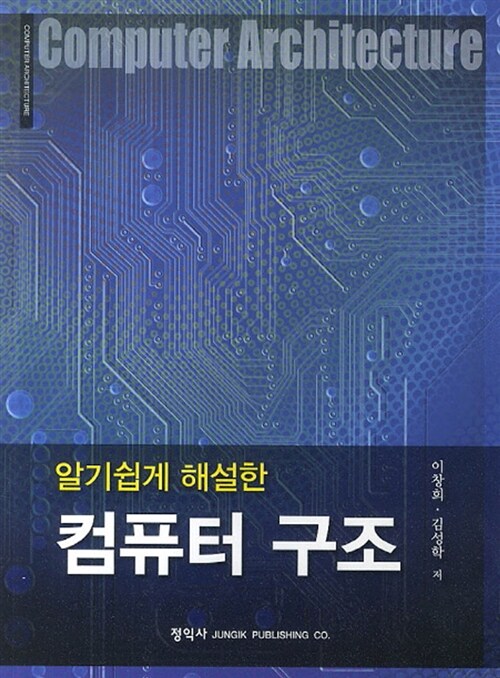 COMPUTER ARCHITECTURE
Computer Architecture
알기쉽게 해설한
컴퓨터 구조
이창희 · 김성학 저
정익사 JUNGIK PUBLISHING CO.